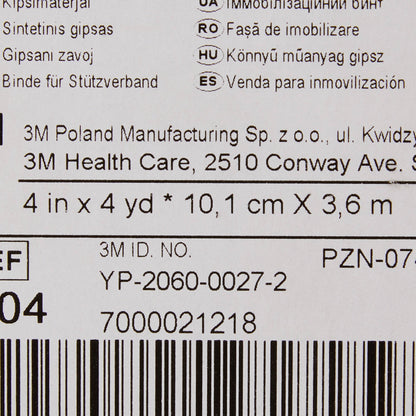 Kipsimaterjal
Sintetinis gipsas
Gipsani zavoj
Binde für Stützverband
UA Іммобілізаційний бинт
RO Fașă de imobilizare
HU Könnyű műanyag gipsz
ES Venda para inmovilización
3M Poland Manufacturing Sp. z o.o., ul. Kwidzy
3M Health Care, 2510 Conway Ave. S
4 in x 4 yd * 10,1 cm X 3,6 m
EF
3M ID. NO.
PZN-074
YP-2060-0027-2
04
7000021218